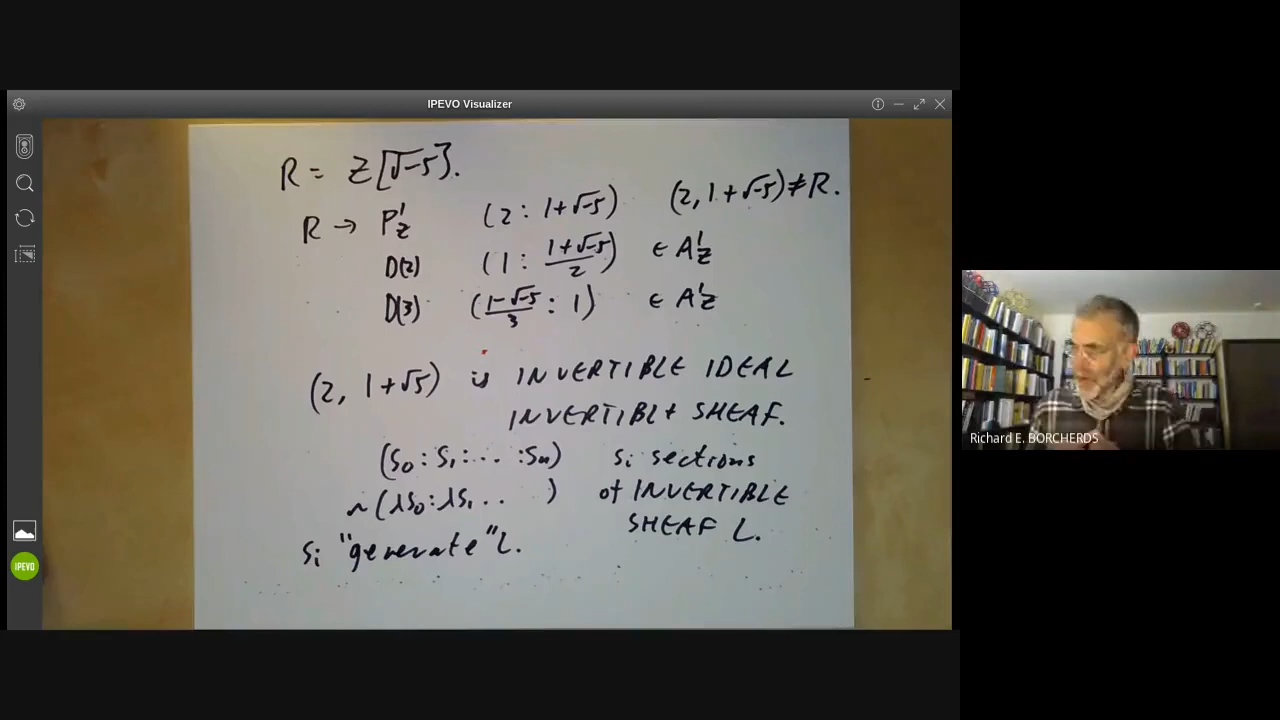 IPEVO Visualizer
R = Z[√-5].
R → P¹_Z (2 : 1+√-5) (2, 1+√-5) ≠ R.
D(2) (1 : (1+√-5)/2) ∈ A¹_Z
D(3) ((1-√-5)/3 : 1) ∈ A¹_Z
(2, 1+√5) is INVERTIBLE IDEAL
INVERTIBLE SHEAF.
(S₀ : S₁ : ... : Sₙ) Sᵢ sections
~ (λS₀ : λS₁ .. ) of INVERTIBLE
SHEAF L.
Sᵢ "generate" L.
IPEVO
Richard E. BORCHERDS